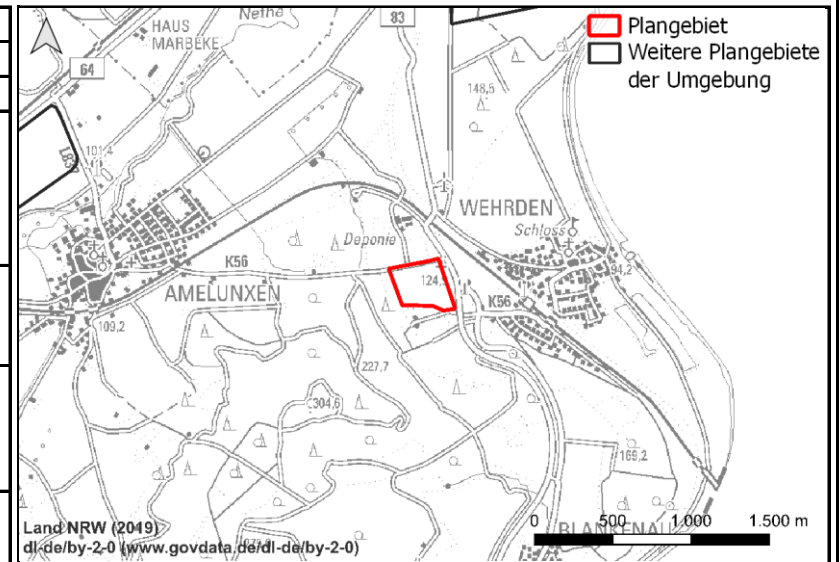 Plangebiet
Weitere Plangebiete
der Umgebung
Nethe
83
HAUS
MARBEKE
64
148,5
101,4
L837
WEHRDEN
Schloss
Deponie
K56
124,
94,2
AMELUNXEN
K56
109,2
227,7
304,6
169,2
Land NRW (2019)
dl-de/by-2-0 (www.govdata.de/dl-de/by-2-0)
BLANKENAU
0 500 1.000 1.500 m